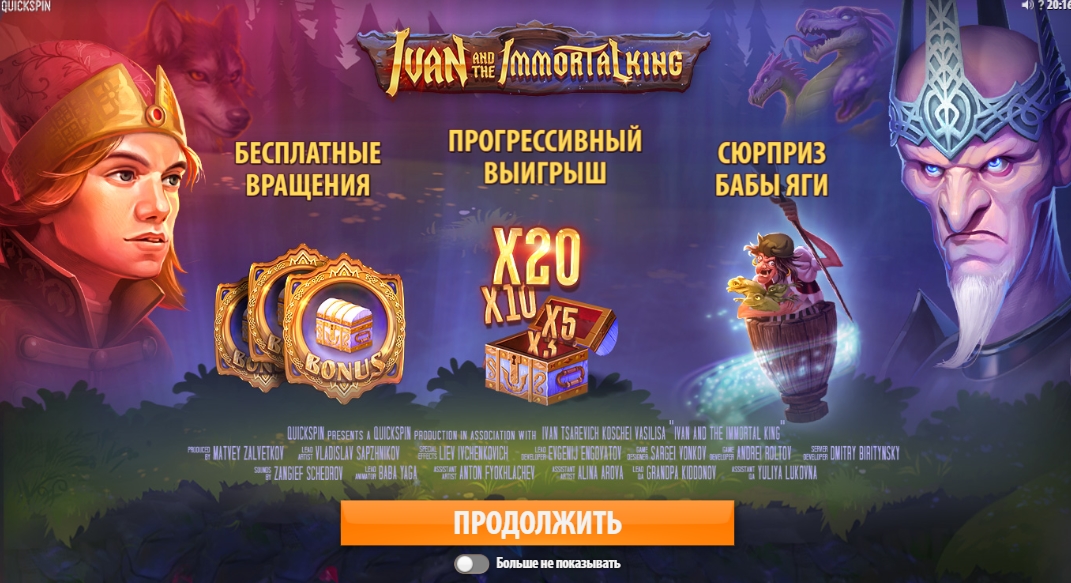 QUICKSPIN
? 20:16
IVAN AND THE IMMORTAL KING
БЕСПЛАТНЫЕ
ВРАЩЕНИЯ
ПРОГРЕССИВНЫЙ
ВЫИГРЫШ
СЮРПРИЗ
БАБЫ ЯГИ
X20
X10
X5
X3
BONUS
QUICKSPIN PRESENTS A QUICKSPIN PRODUCTION IN ASSOCIATION WITH IVAN TSAREVICH KOSCHEI VASILISA "IVAN AND THE IMMORTAL KING"
PRODUCED BY MATVEY ZALVETKOV LEAD ARTIST VLADISLAV SAPZHNIKOV SPECIAL EFFECTS LIEV IVCHENKOVICH LEAD DEVELOPER EVGENIJ ENGOYATOV GAME DESIGNER SARGEI VONKOV GAME DEVELOPER ANDREI ROLTOV SERVER DEVELOPER DMITRY BIRITYNSKY
SOUNDS BY ZANGIEF SCHEDROV LEAD ANIMATOR BABA YAGA ASSISTANT ARTIST ANTON FYOKHLACHEV ASSISTANT ARTIST ALINA AROVA LEAD QA GRANDPA KIDDONOV ASSISTANT QA YULIYA LUKOVNA
ПРОДОЛЖИТЬ
Больше не показывать